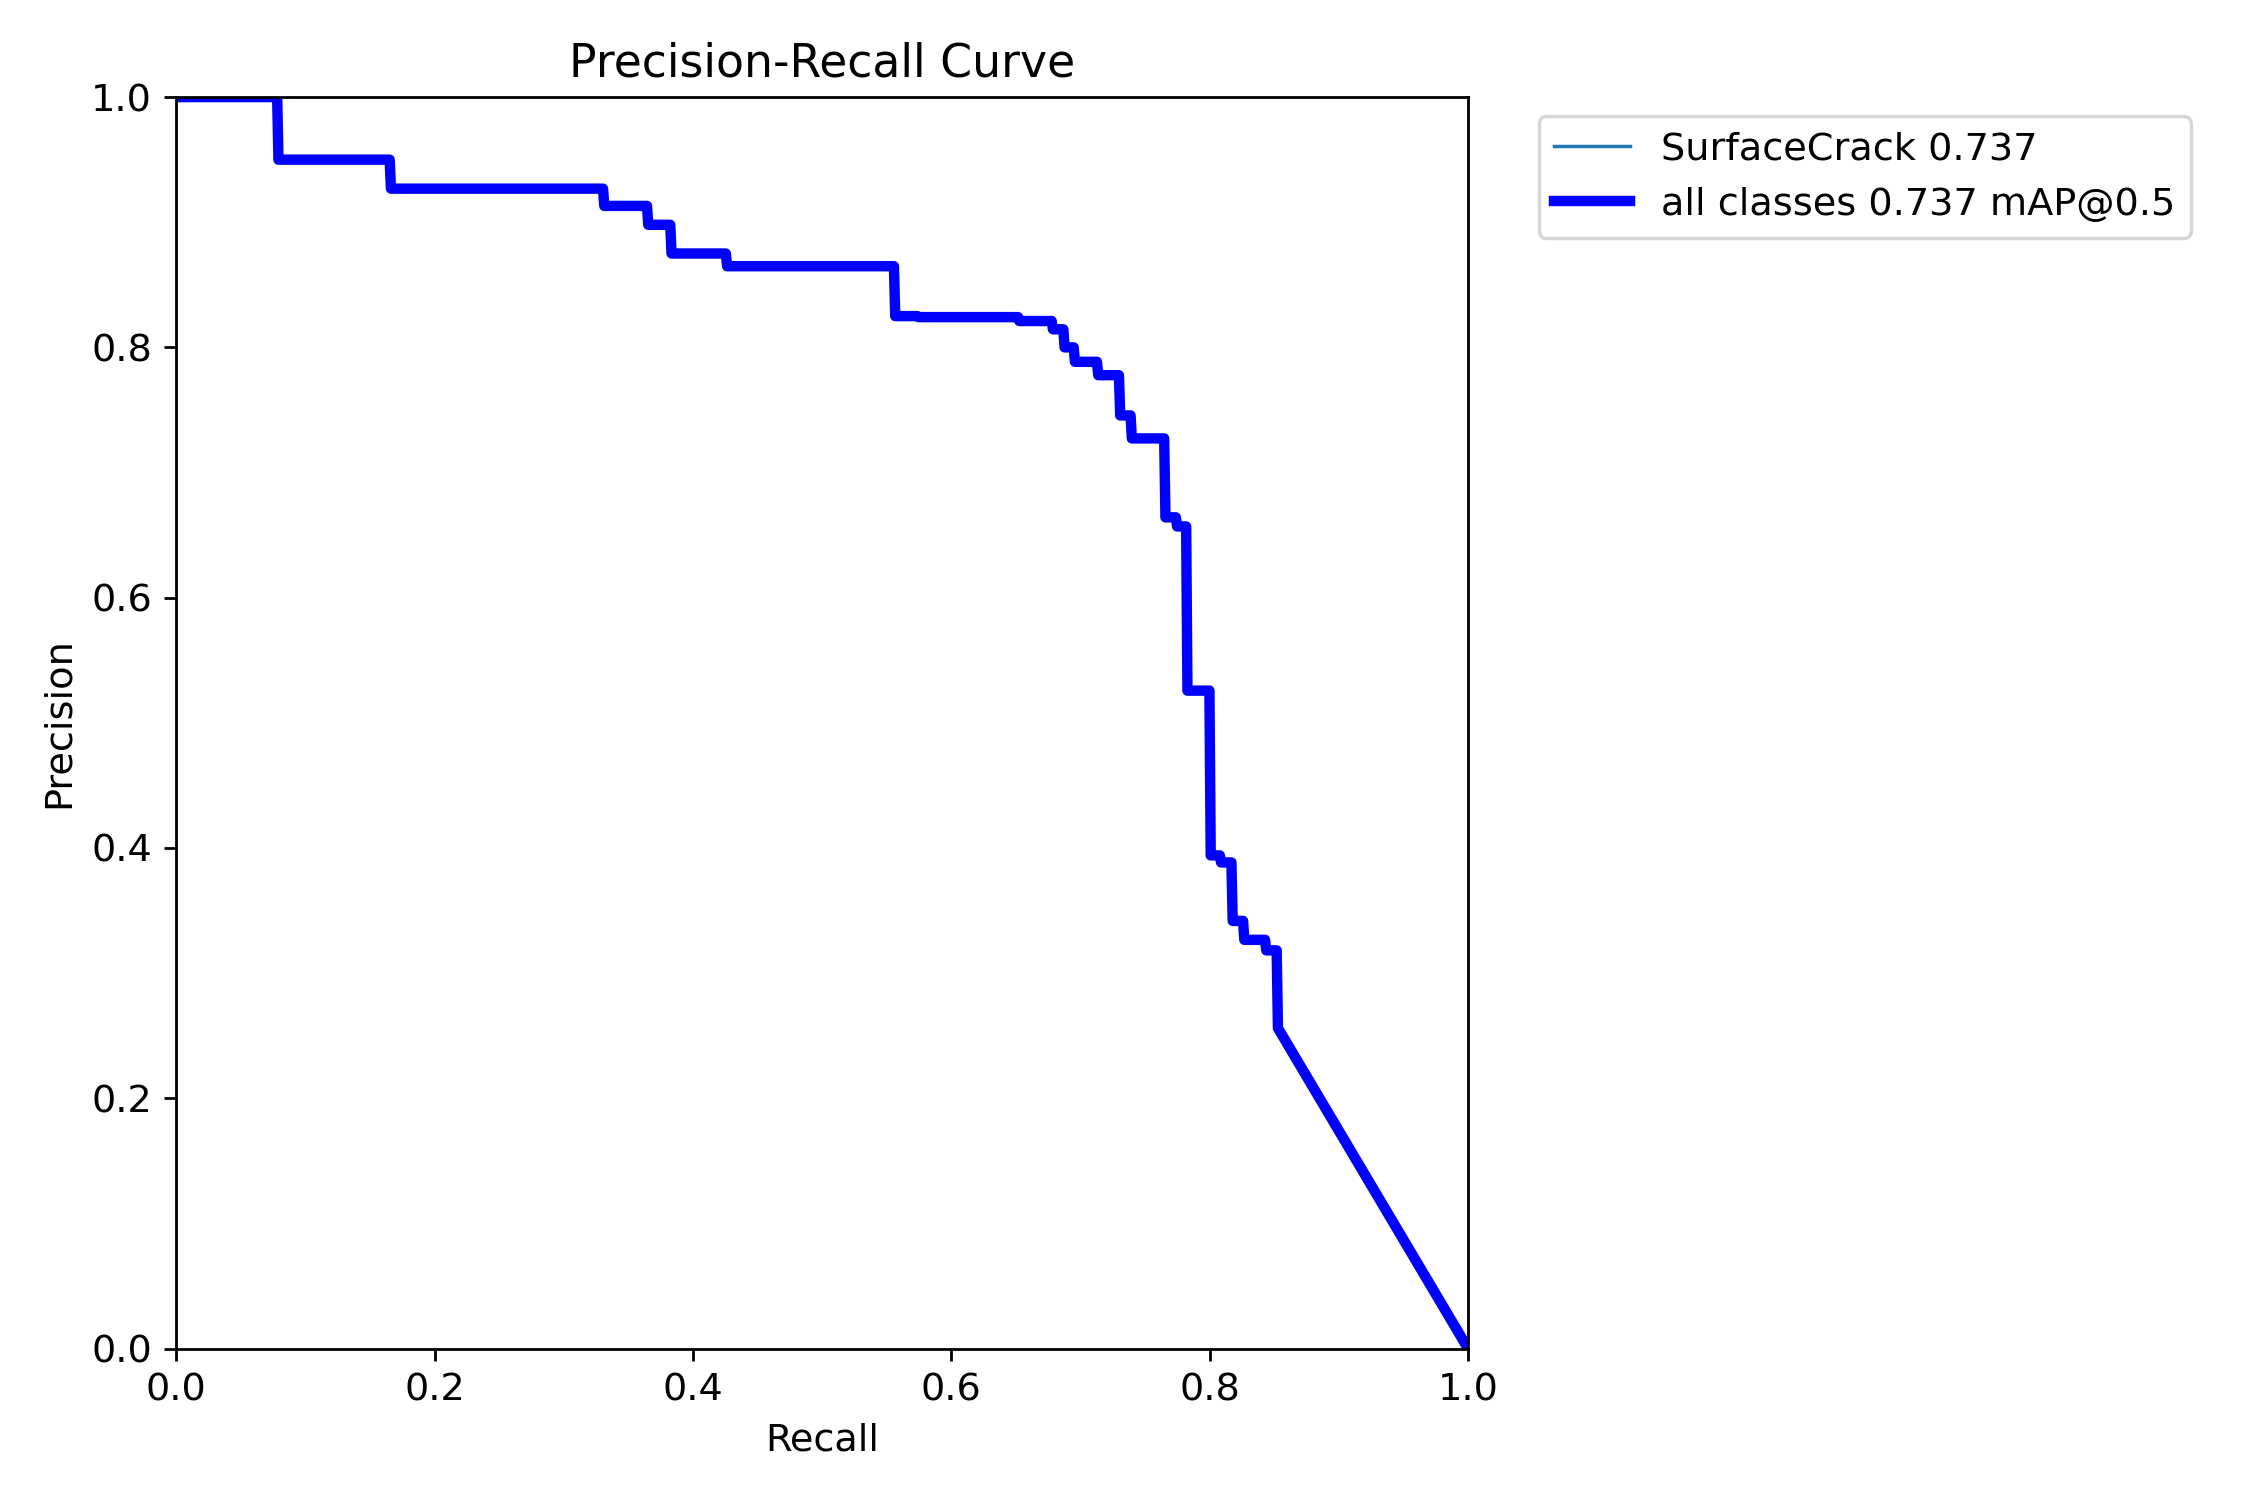 Precision-Recall Curve
1.0
0.8
0.6
0.4
0.2
0.0
Precision
0.0 0.2 0.4 0.6 0.8 1.0
Recall
SurfaceCrack 0.737
all classes 0.737 mAP@0.5